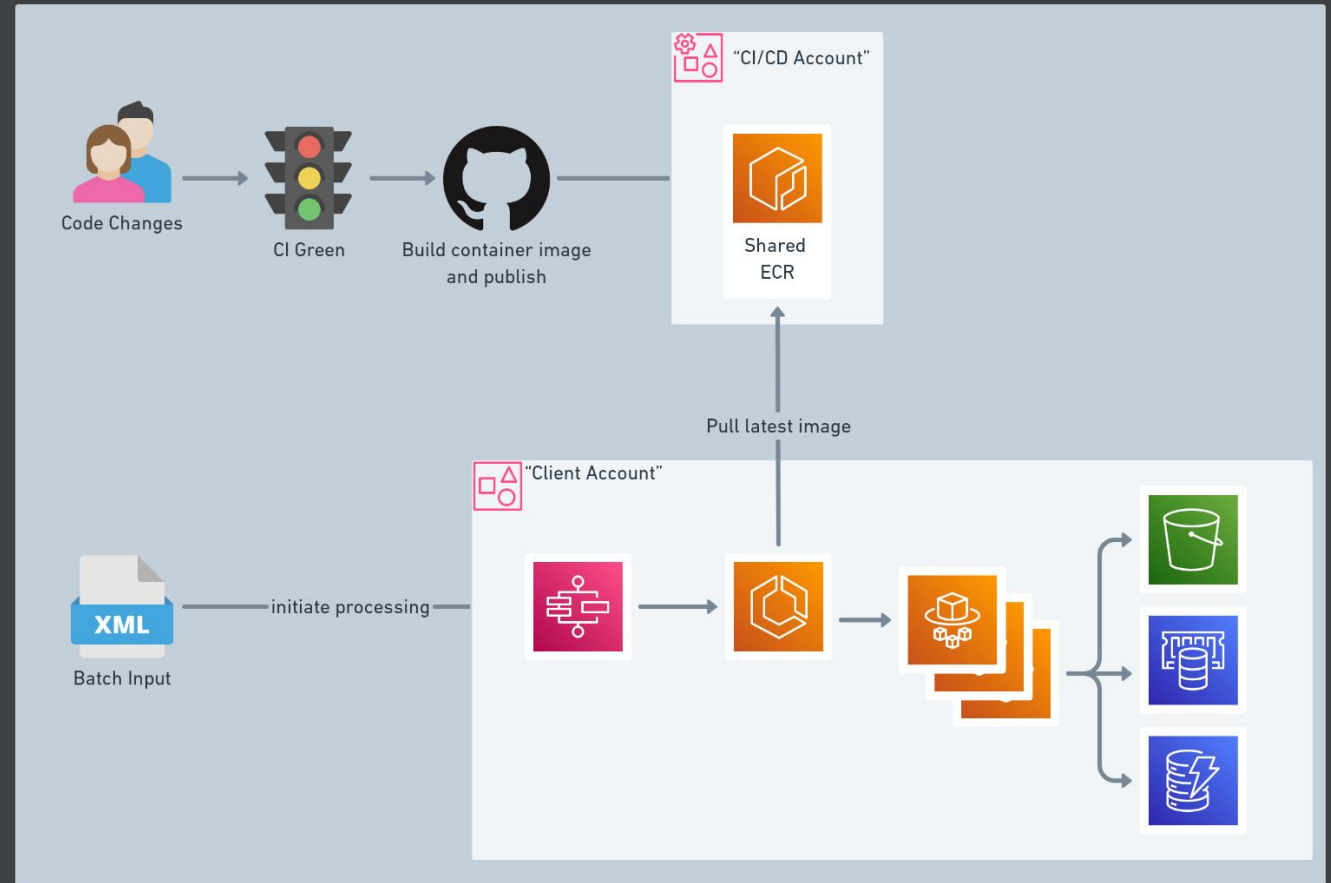 “CI/CD Account”
Code Changes
CI Green
Build container image
and publish
Shared
ECR
Pull latest image
“Client Account”
initiate processing
XML
Batch Input